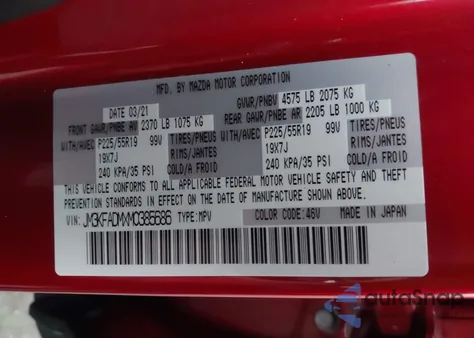 MFD. BY MAZDA MOTOR CORPORATION
DATE 03/21 GVWR/PNBV 4575 LB 2075 KG
FRONT GAWR/PNBE AV 2370 LB 1075 KG REAR GAWR/PNBE AR 2205 LB 1000 KG
WITH/AVEC P225/55R19 99V TIRES/PNEUS WITH/AVEC P225/55R19 99V TIRES/PNEUS
19X7J RIMS/JANTES 19X7J RIMS/JANTES
240 KPA/35 PSI COLD/A FROID 240 KPA/35 PSI COLD/A FROID
THIS VEHICLE CONFORMS TO ALL APPLICABLE FEDERAL MOTOR VEHICLE SAFETY AND THEFT
PREVENTION STANDARDS IN EFFECT ON THE DATE OF MANUFACTURE SHOWN ABOVE.
VIN: JM3KFADMXM0385686 TYPE: MPV COLOR CODE: 46V MADE IN JAPAN
autoSnap